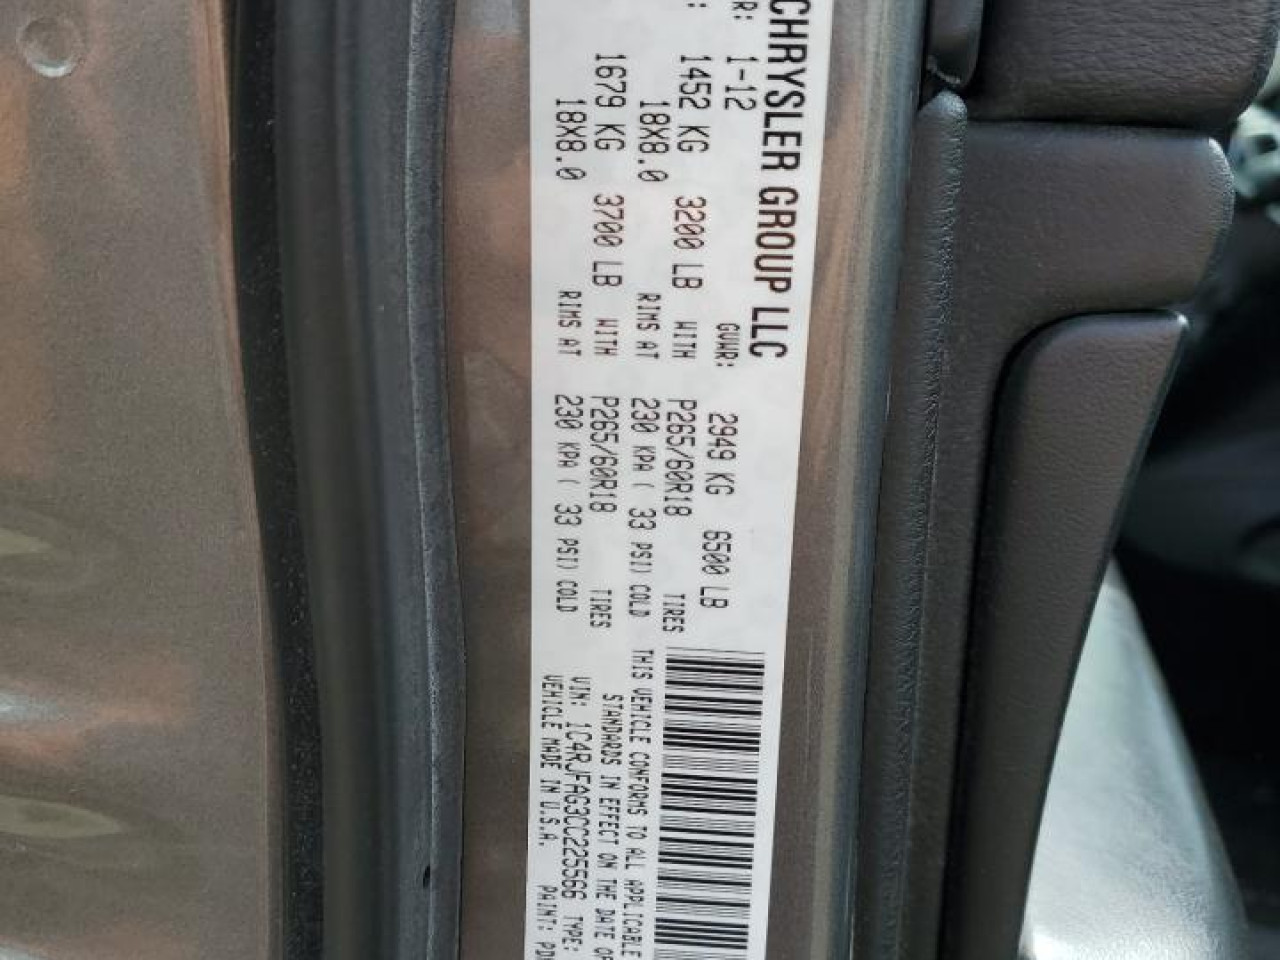 CHRYSLER GROUP LLC
1-12 GVWR: 2949 KG 6500 LB
1452 KG 3200 LB WITH P265/60R18 TIRES
18X8.0 RIMS AT 230 KPA ( 33 PSI) COLD
1679 KG 3700 LB WITH P265/60R18 TIRES
18X8.0 RIMS AT 230 KPA ( 33 PSI) COLD
THIS VEHICLE CONFORMS TO ALL APPLICABLE
STANDARDS IN EFFECT ON THE DATE OF
VIN: 1C4RJFAG3CC225566 TYPE:
VEHICLE MADE IN U.S.A. PAINT: